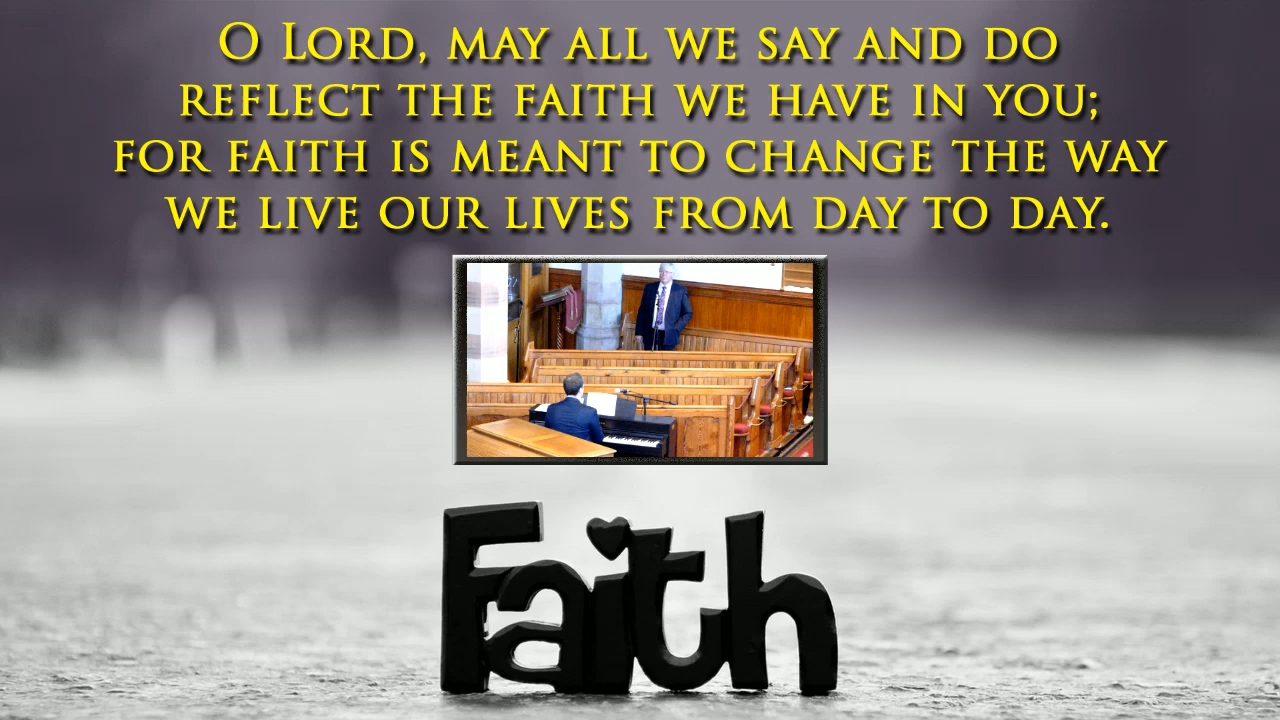 O Lord, may all we say and do
reflect the faith we have in you;
for faith is meant to change the way
we live our lives from day to day.
Faith